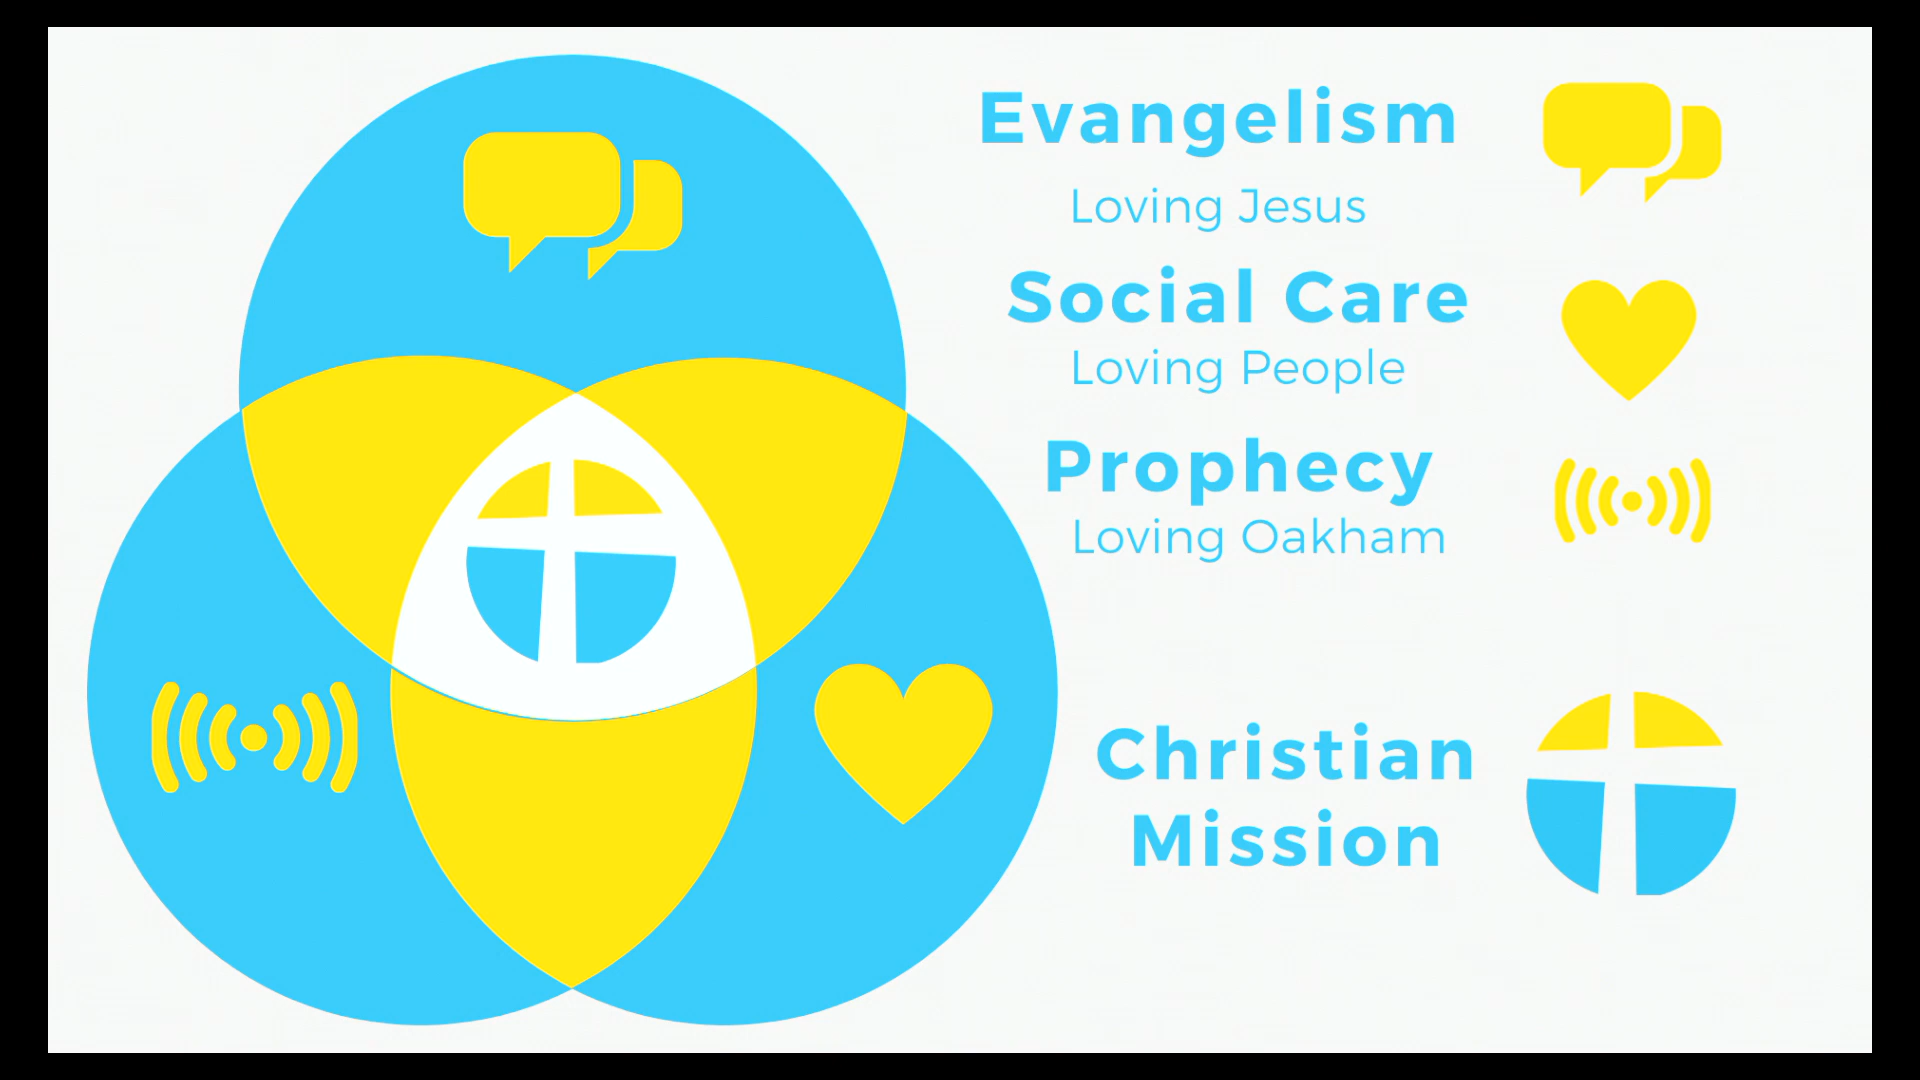 Evangelism
Loving Jesus
Social Care
Loving People
Prophecy
Loving Oakham
Christian
Mission